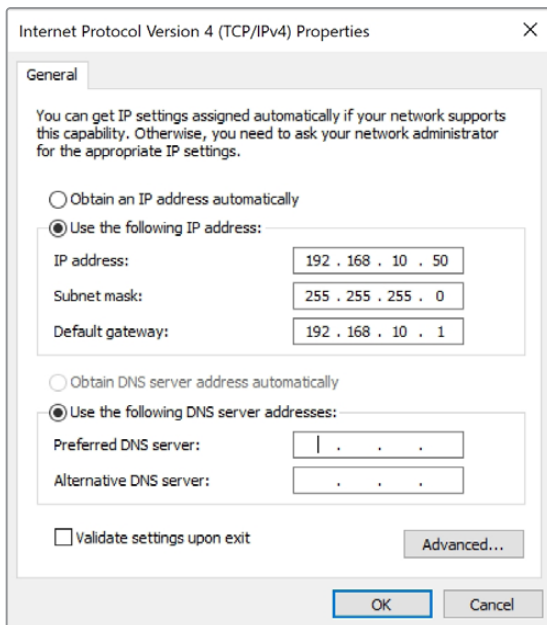 Internet Protocol Version 4 (TCP/IPv4) Properties
General
You can get IP settings assigned automatically if your network supports
this capability. Otherwise, you need to ask your network administrator
for the appropriate IP settings.
Obtain an IP address automatically
Use the following IP address:
IP address: 192 . 168 . 10 . 50
Subnet mask: 255 . 255 . 255 . 0
Default gateway: 192 . 168 . 10 . 1
Obtain DNS server address automatically
Use the following DNS server addresses:
Preferred DNS server: . . .
Alternative DNS server: . . .
Validate settings upon exit
Advanced...
OK Cancel